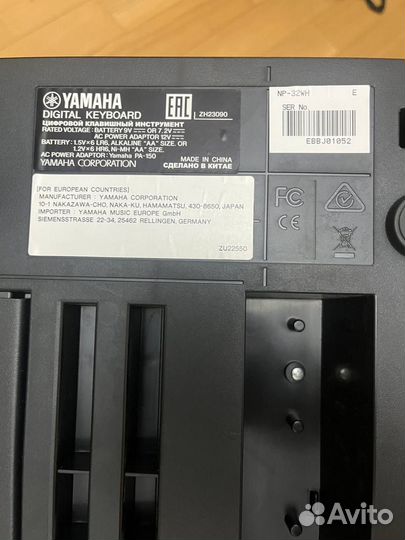 YAMAHA
EAC
ZH23090
DIGITAL KEYBOARD
ЦИФРОВОЙ КЛАВИШНЫЙ ИНСТРУМЕНТ
RATED VOLTAGE: BATTERY 9V ⎓ OR 7.2V ⎓
AC POWER ADAPTOR 12V ⎓
BATTERY: 1.5V×6 LR6, ALKALINE "AA" SIZE. OR
1.2V×6 HR6, Ni-MH "AA" SIZE.
AC POWER ADAPTOR: Yamaha PA-150
YAMAHA CORPORATION
MADE IN CHINA
СДЕЛАНО В КИТАЕ
NP-32WH E
SER No.
EBBJ01052
[FOR EUROPEAN COUNTRIES]
MANUFACTURER : YAMAHA CORPORATION
10-1 NAKAZAWA-CHO, NAKA-KU, HAMAMATSU, 430-8650, JAPAN
IMPORTER : YAMAHA MUSIC EUROPE GmbH
SIEMENSSTRASSE 22-34, 25462 RELLINGEN, GERMANY
ZU22550
FC
CE
Avito